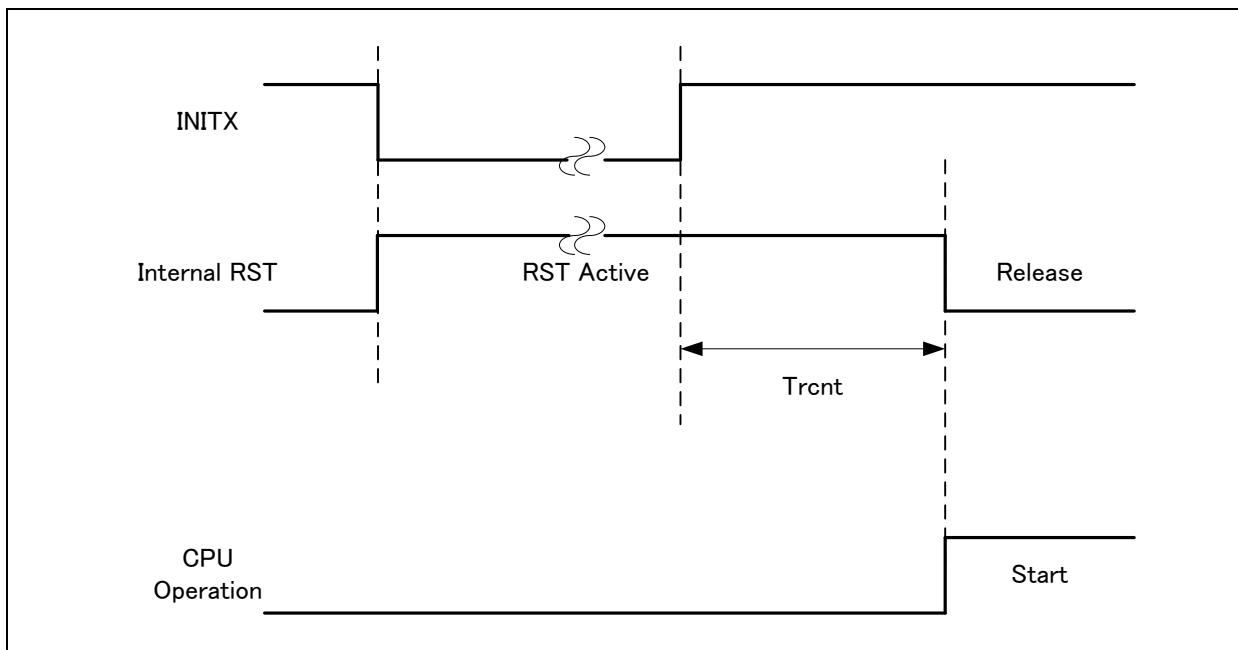 INITX
Internal RST
RST Active
Release
Trcnt
CPU
Operation
Start